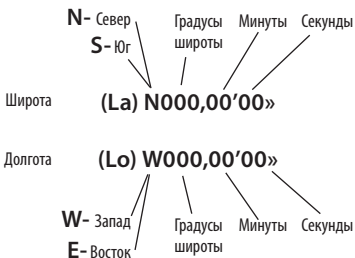 N- Север
S- Юг
Градусы широты
Минуты
Секунды
Широта
(La) N000,00'00»
Долгота
(Lo) W000,00'00»
W- Запад
E- Восток
Градусы широты
Минуты
Секунды